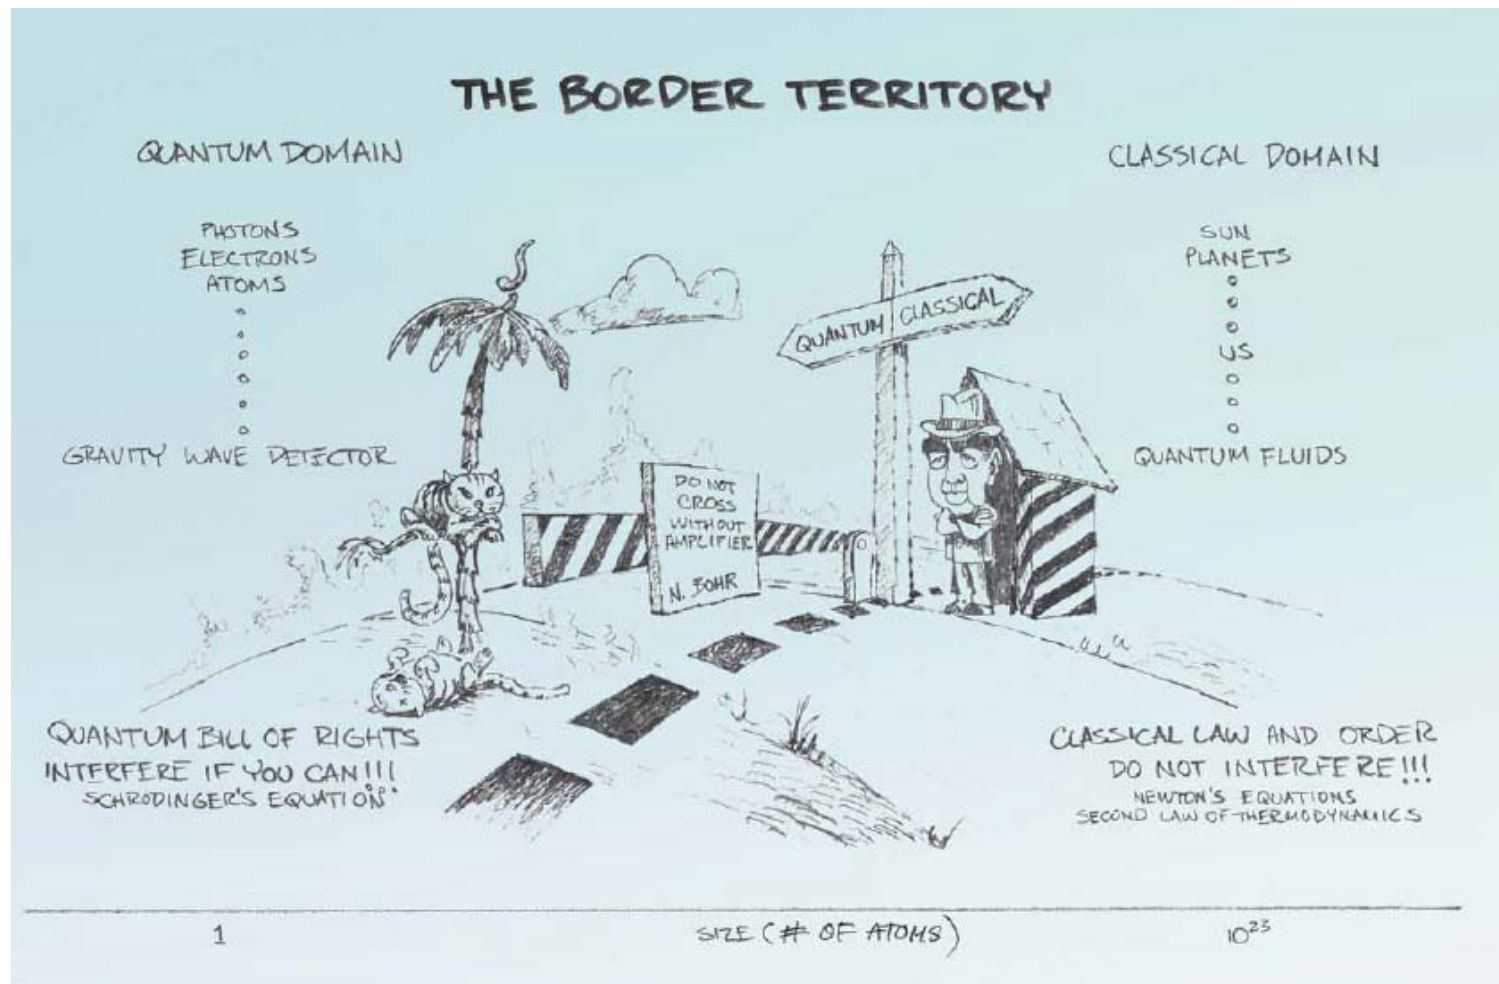 THE BORDER TERRITORY
QUANTUM DOMAIN
PHOTONS
ELECTRONS
ATOMS
GRAVITY WAVE DETECTOR
CLASSICAL DOMAIN
SUN
PLANETS
US
QUANTUM FLUIDS
QUANTUM CLASSICAL
DO NOT
CROSS
WITHOUT
AMPLIFIER
N. BOHR
QUANTUM BILL OF RIGHTS
INTERFERE IF YOU CAN!!!
SCHRODINGER'S EQUATION
CLASSICAL LAW AND ORDER
DO NOT INTERFERE!!!
NEWTON'S EQUATIONS
SECOND LAW OF THERMODYNAMICS
1
SIZE (# OF ATOMS)
10²³